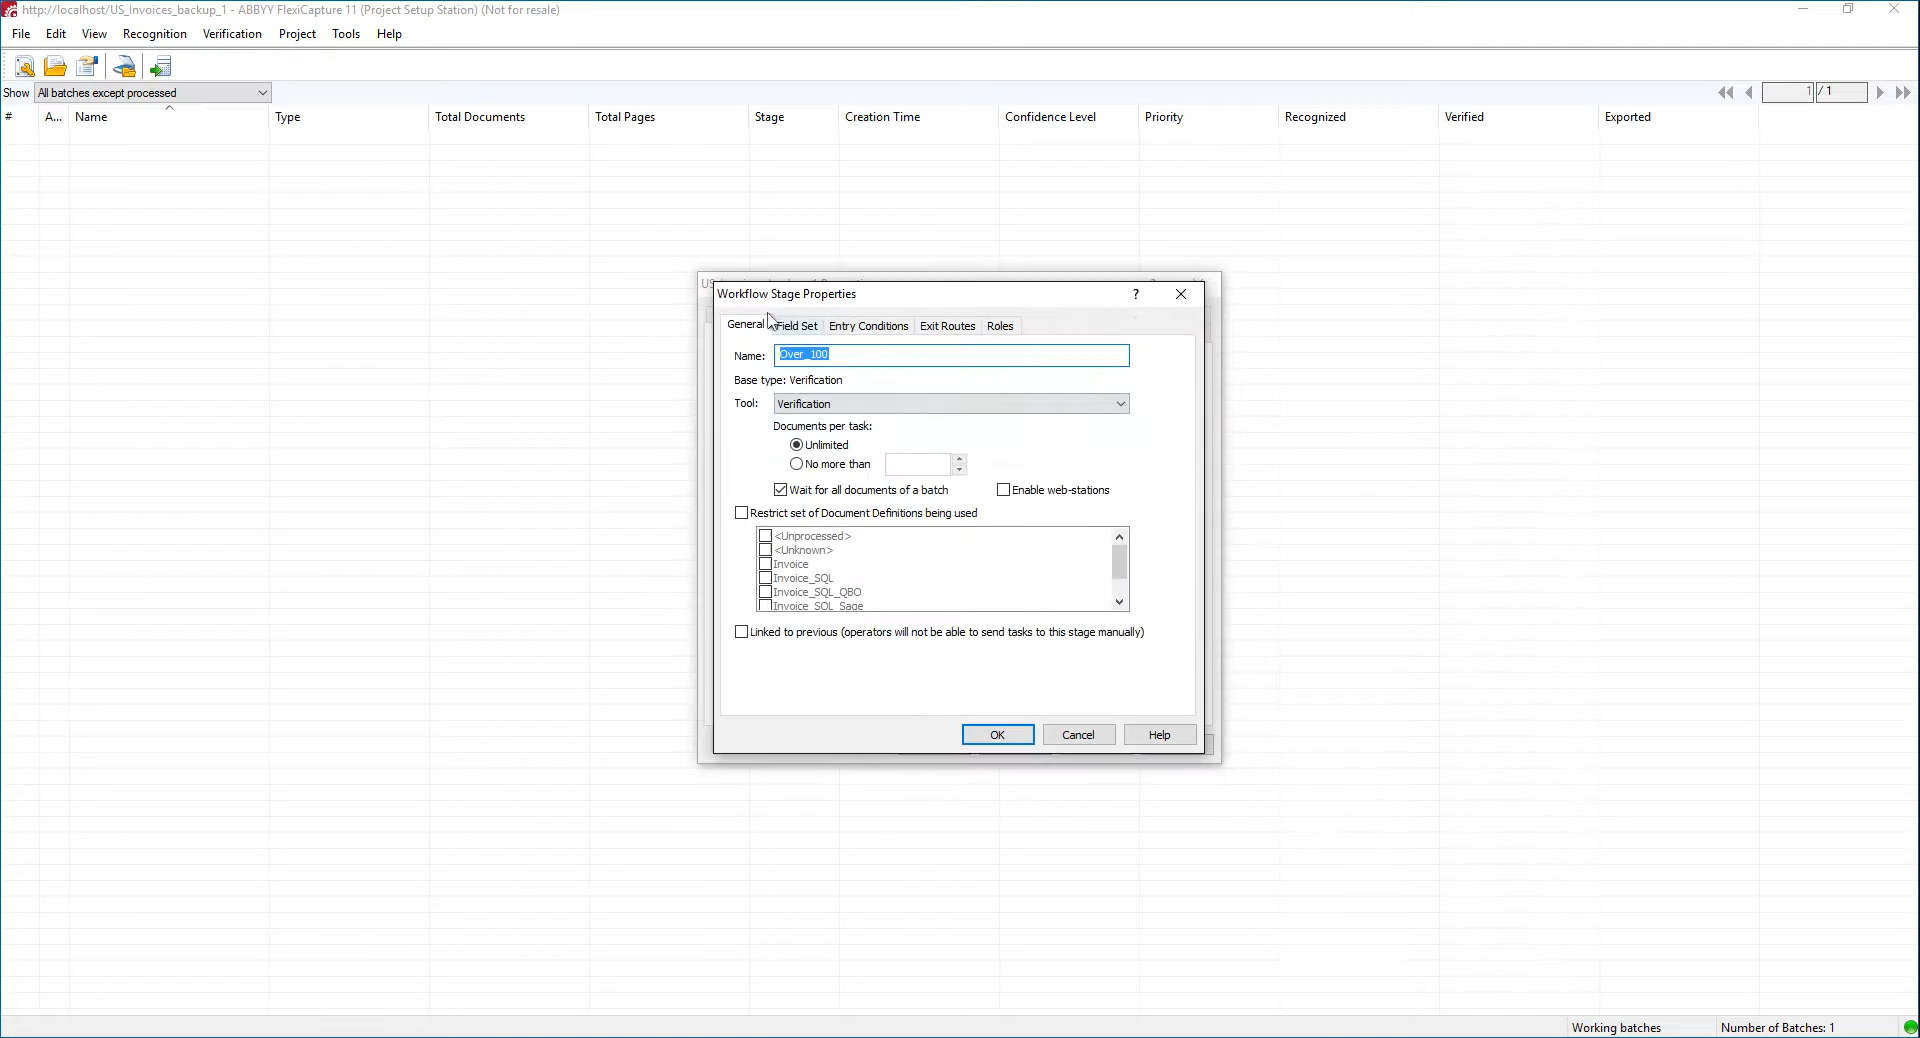 http://localhost/US_Invoices_backup_1 - ABBYY FlexiCapture 11 (Project Setup Station) (Not for resale)
File Edit View Recognition Verification Project Tools Help
Show All batches except processed 1 / 1
# A... Name Type Total Documents Total Pages Stage Creation Time Confidence Level Priority Recognized Verified Exported
Workflow Stage Properties ?
General Field Set Entry Conditions Exit Routes Roles
Name: Over_100
Base type: Verification
Tool: Verification
Documents per task:
Unlimited
No more than
Wait for all documents of a batch Enable web-stations
Restrict set of Document Definitions being used
<Unprocessed>
<Unknown>
Invoice
Invoice_SQL
Invoice_SQL_QBO
Invoice_SQL_Sage
Linked to previous (operators will not be able to send tasks to this stage manually)
OK Cancel Help
Working batches Number of Batches: 1